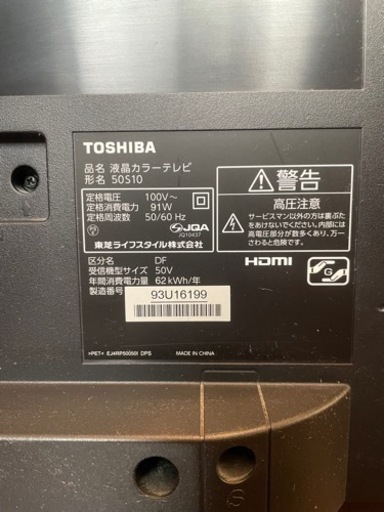 TOSHIBA
品名 液晶カラーテレビ
形名 50S10
定格電圧 100V~
定格消費電力 91W
定格周波数 50/60 Hz
JQA
JQ10437
東芝ライフスタイル株式会社
区分名 DF
受信機型サイズ 50V
年間消費電力量 62 kWh/年
製造番号
93U16199
>PET< EJ4RP50050I DPS
MADE IN CHINA
警告
高圧注意
サービスマン以外の方は裏ぶた
をあけないでください。内部には
高電圧部分が数多くあり、万一
さわると危険です。
HDMI
G
S